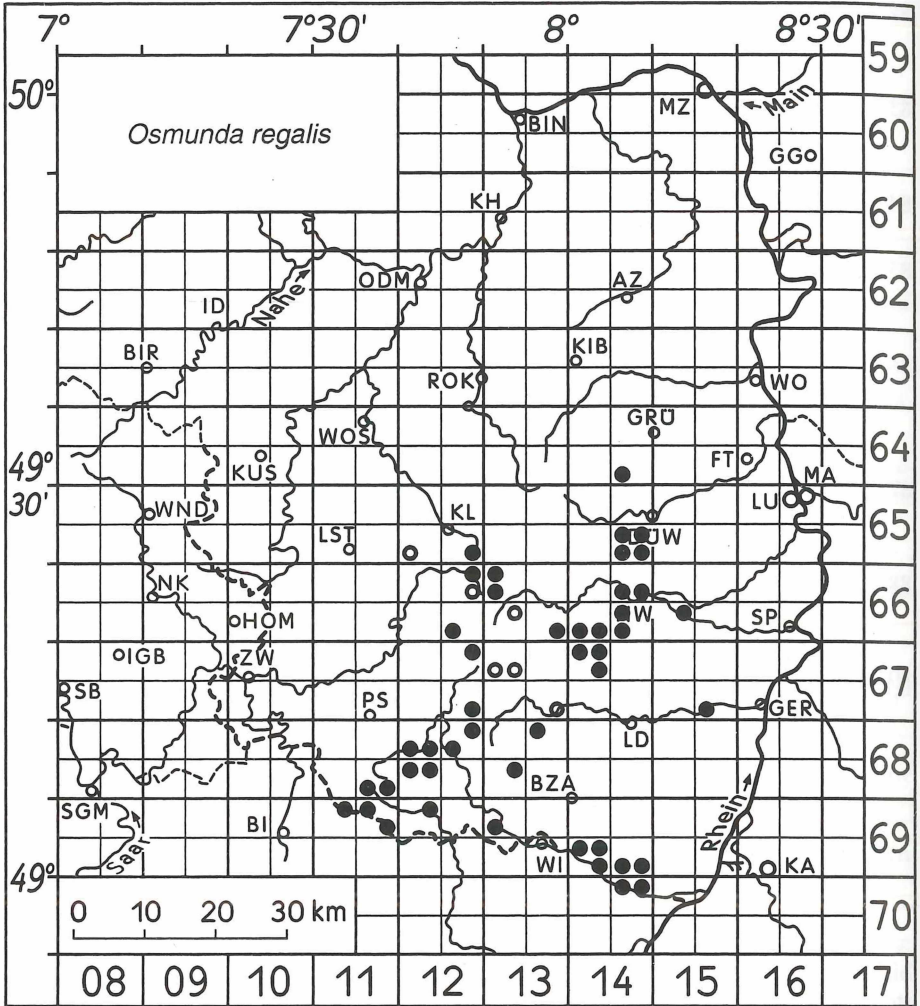 7° 7°30' 8° 8°30'
59
50°
Osmunda regalis
MZ
Main
BIN
60
GG
KH
61
ODM
AZ
62
ID
Nahe
BIR
KIB
ROK
63
WO
WOS
GRÜ
64
KUS
FT
49°
30'
MA
LU
WND
KL
65
LST
DÜW
NK
66
HOM
NW
SP
IGB
ZW
67
SB
PS
GER
LD
68
BZA
SGM
BI
Rhein
69
Saar
WI
49°
KA
0 10 20 30 km
70
08 09 10 11 12 13 14 15 16 17